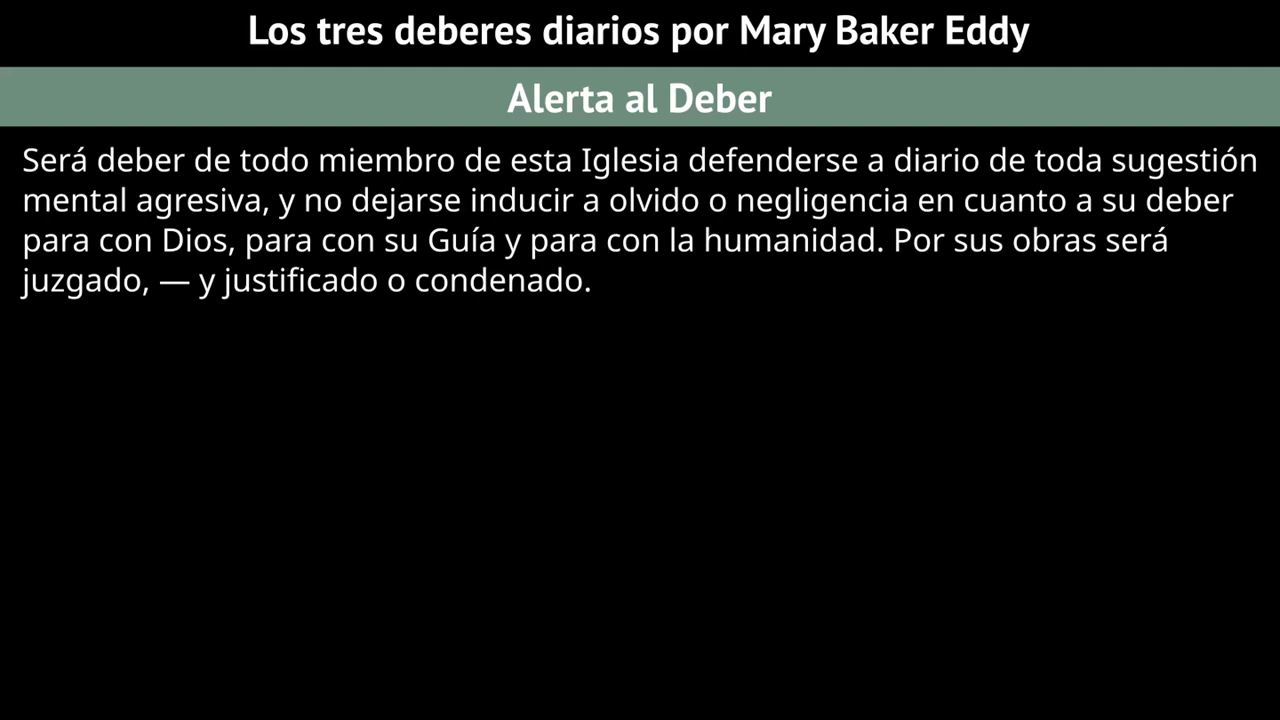 Los tres deberes diarios por Mary Baker Eddy
Alerta al Deber
Será deber de todo miembro de esta Iglesia defenderse a diario de toda sugestión
mental agresiva, y no dejarse inducir a olvido o negligencia en cuanto a su deber
para con Dios, para con su Guía y para con la humanidad. Por sus obras será
juzgado, — y justificado o condenado.